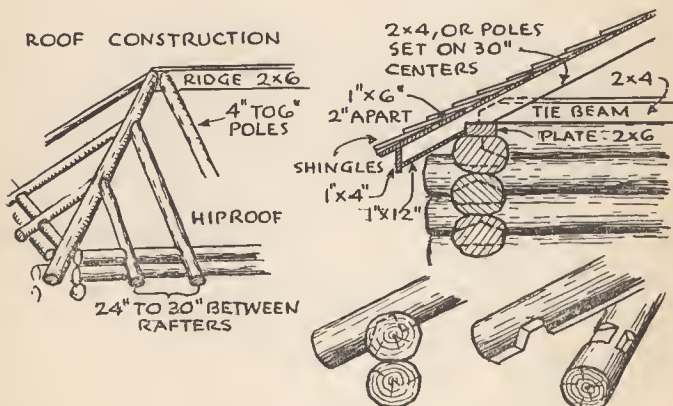 ROOF CONSTRUCTION
RIDGE 2x6
4" TO 6"
POLES
HIPROOF
24" TO 30" BETWEEN
RAFTERS
2x4, OR POLES
SET ON 30"
CENTERS
2x4
1"x6"
2" APART
TIE BEAM
PLATE-2x6
SHINGLES
1"x4"
1"x12"